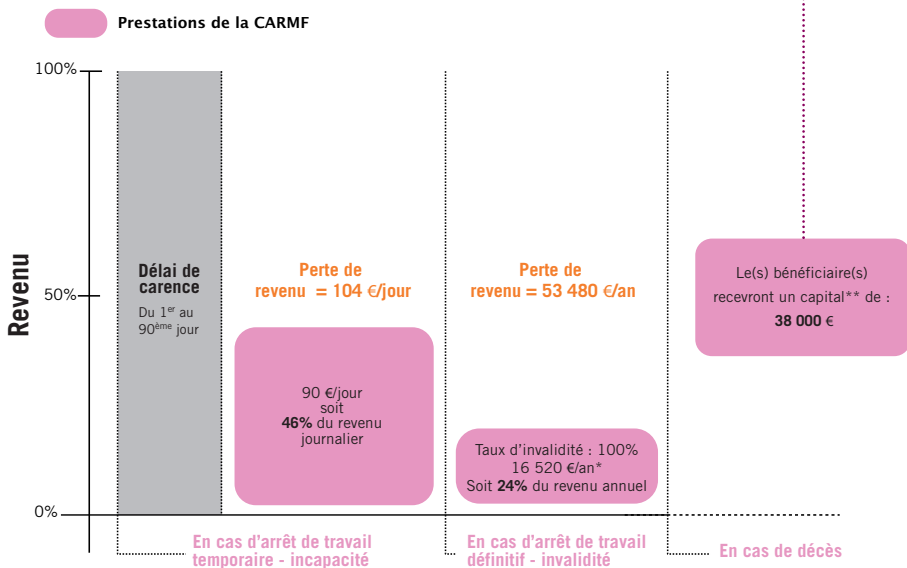 Prestations de la CARMF
100%
50%
0%
Revenu
Délai de
carence
Du 1er au
90ème jour
Perte de
revenu = 104 €/jour
90 €/jour
soit
46% du revenu
journalier
Perte de
revenu = 53 480 €/an
Taux d'invalidité : 100%
16 520 €/an*
Soit 24% du revenu annuel
Le(s) bénéficiaire(s)
recevront un capital** de :
38 000 €
En cas d'arrêt de travail
temporaire - incapacité
En cas d'arrêt de travail
définitif - invalidité
En cas de décès